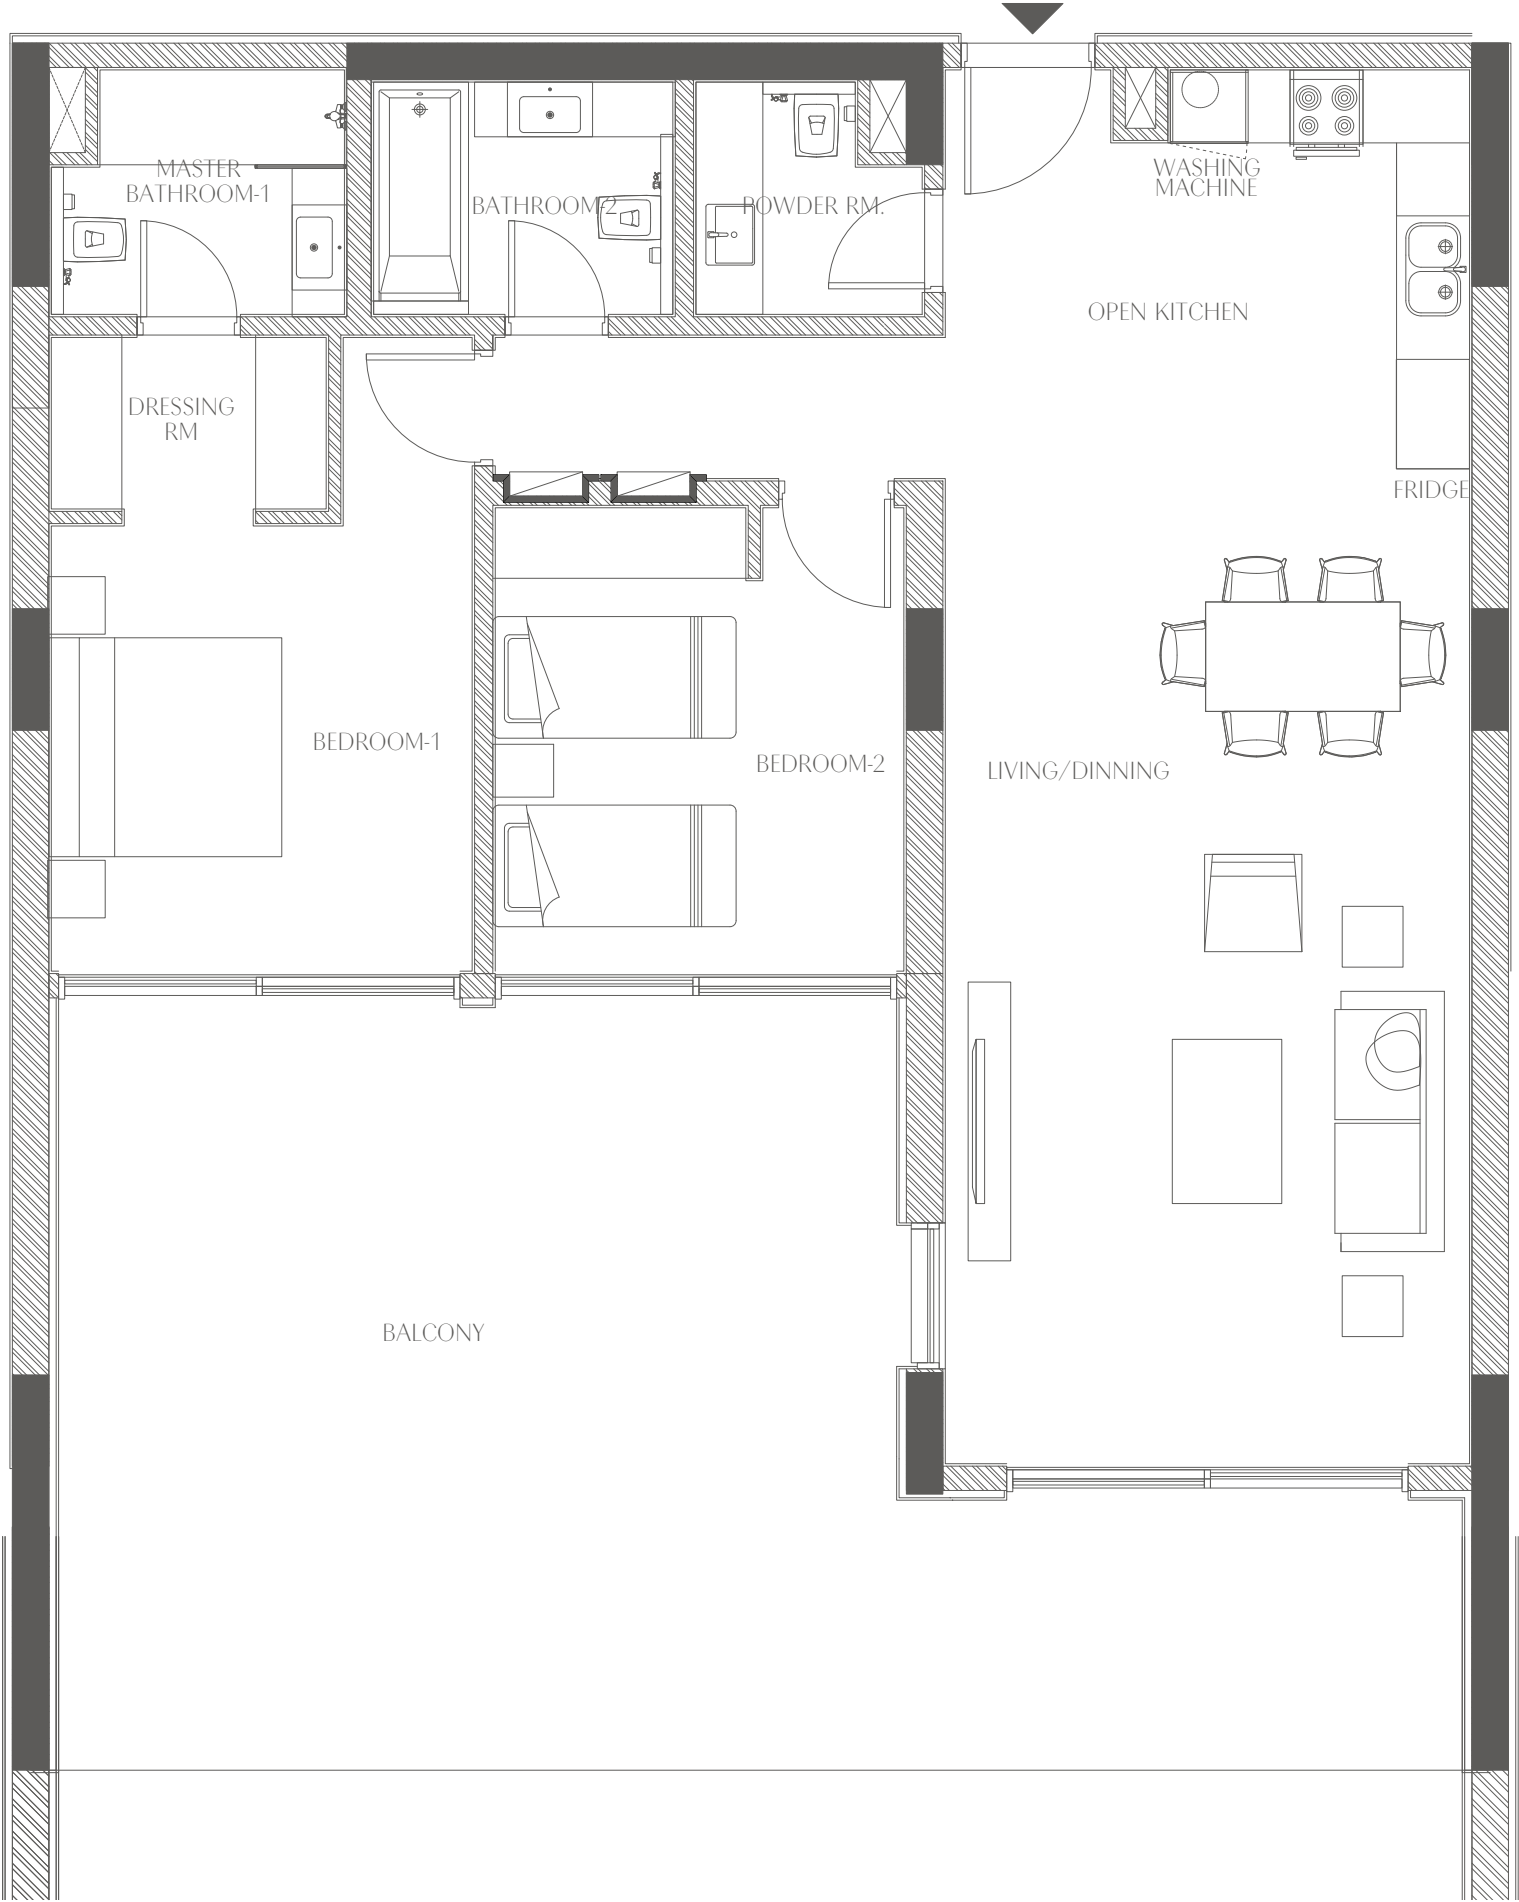 MASTER
BATHROOM-1
BATHROOM-2
POWDER RM.
WASHING
MACHINE
OPEN KITCHEN
DRESSING
RM
FRIDGE
BEDROOM-1
BEDROOM-2
LIVING/DINNING
BALCONY